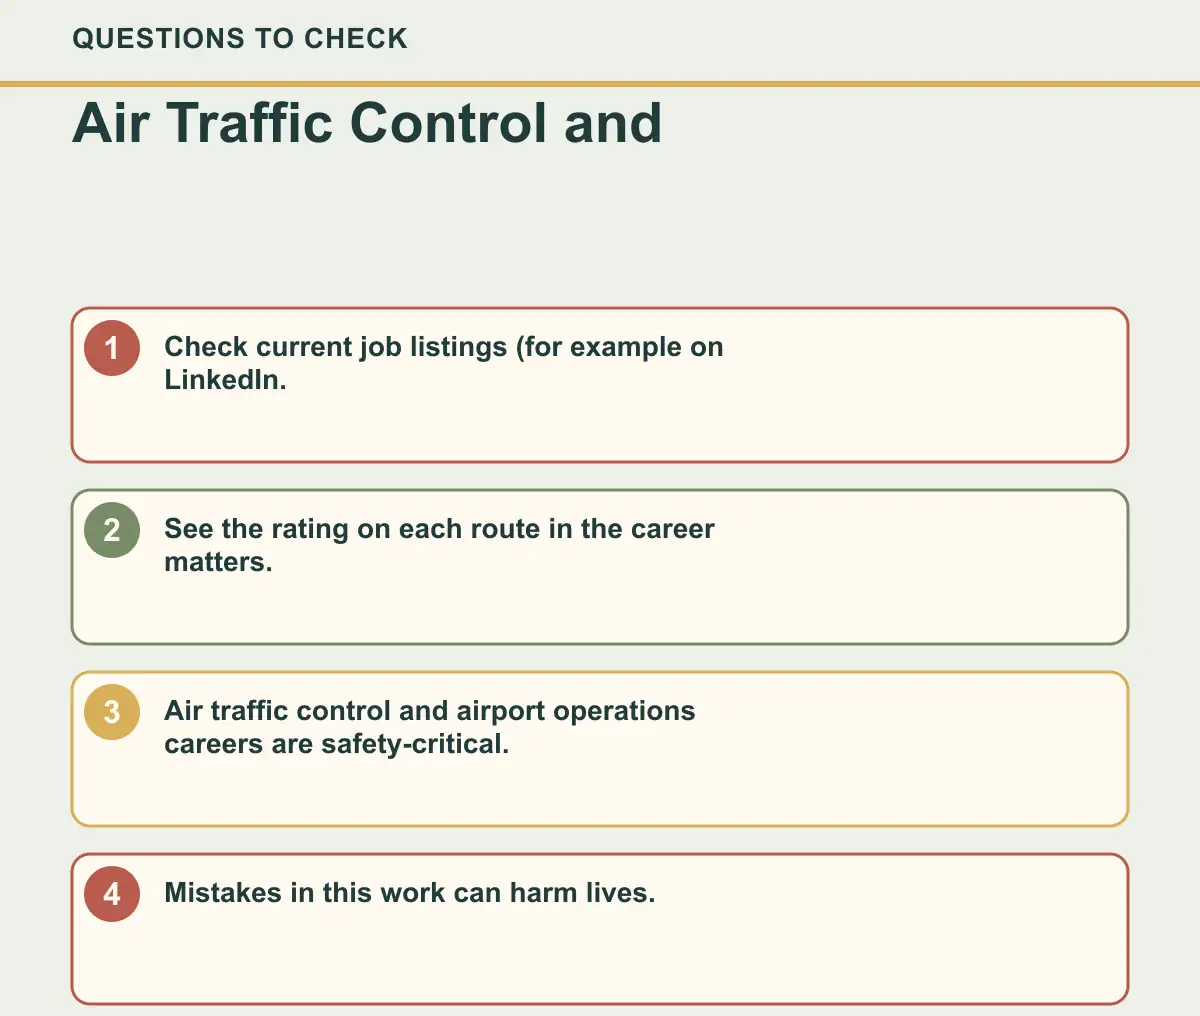 QUESTIONS TO CHECK
Air Traffic Control and
1
Check current job listings (for example on
LinkedIn.
2
See the rating on each route in the career
matters.
3
Air traffic control and airport operations
careers are safety-critical.
4
Mistakes in this work can harm lives.